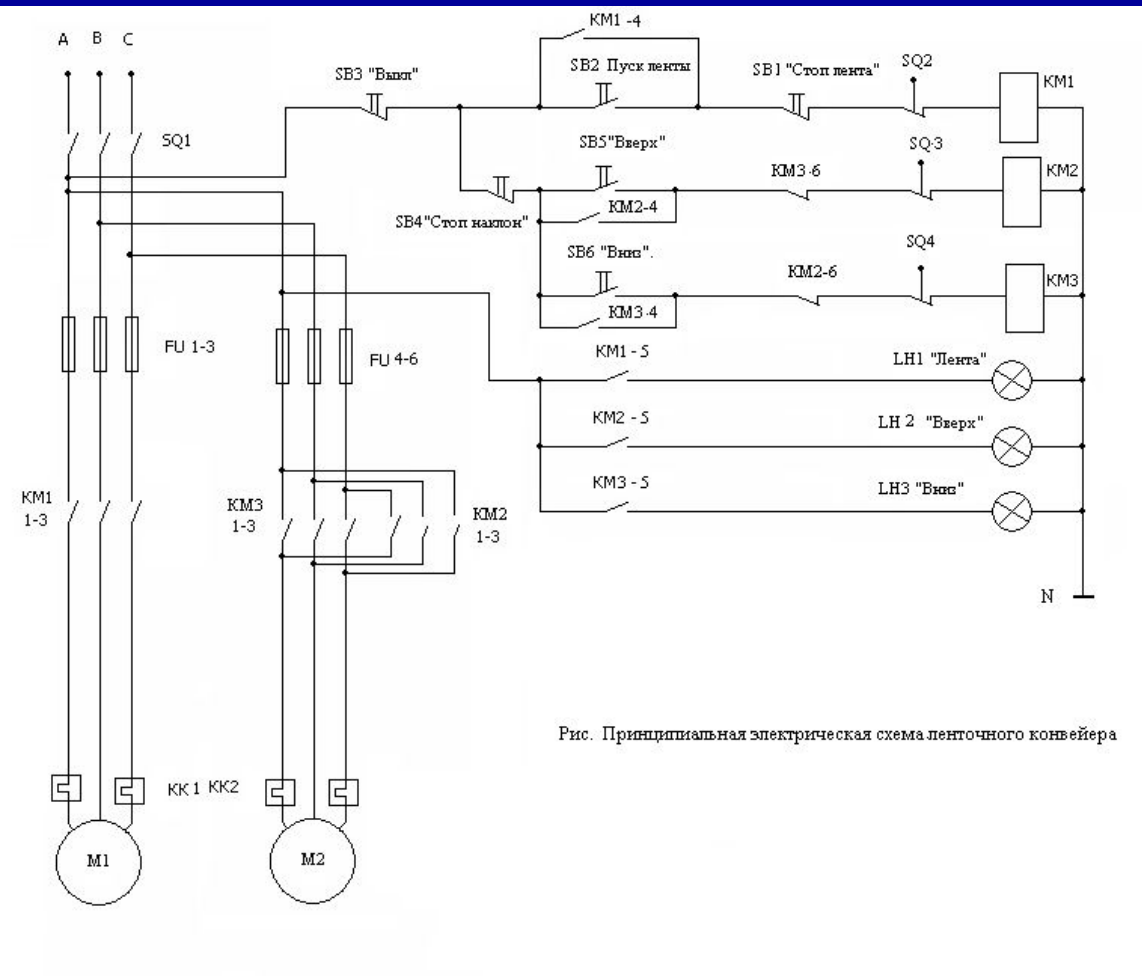 A B C
SQ1
SB3 "Выкл"
KM1 -4
SB2 Пуск ленты
SB1 "Стоп лента"
SQ2
KM1
SB5"Вверх"
KM3-6
SQ-3
KM2
SB4"Стоп наклон"
KM2-4
SB6 "Вниз".
KM2-6
SQ4
KM3
KM3-4
FU 1-3
FU 4-6
KM1 - 5
LH1 "Лента"
KM2 - 5
LH 2 "Вверх"
KM3 - 5
LH3 "Вниз"
KM1
1-3
KM3
1-3
KM2
1-3
N
Рис. Принципиальная электрическая схема ленточного конвейера
KK 1 KK2
M1
M2